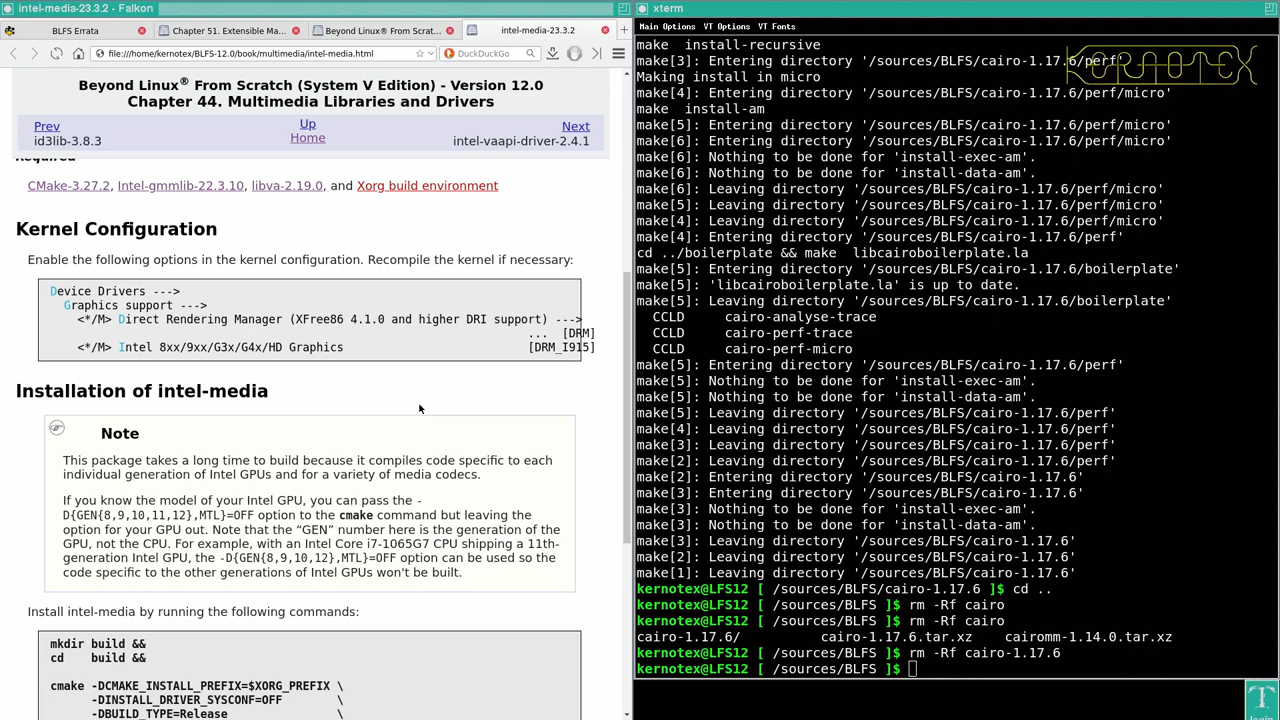 intel-media-23.3.2 - Falkon
BLFS Errata
Chapter 51. Extensible Ma
Beyond Linux® From Scrat
intel-media-23.3.2
file:///home/kernotex/BLFS-12.0/book/multimedia/intel-media.html
DuckDuckGo
Beyond Linux® From Scratch (System V Edition) - Version 12.0
Chapter 44. Multimedia Libraries and Drivers
Prev
Up
Next
id3lib-3.8.3
Home
intel-vaapi-driver-2.4.1
Required
CMake-3.27.2, Intel-gmmlib-22.3.10, libva-2.19.0, and Xorg build environment
Kernel Configuration
Enable the following options in the kernel configuration. Recompile the kernel if necessary:
Device Drivers --->
Graphics support --->
<*/M> Direct Rendering Manager (XFree86 4.1.0 and higher DRI support) --->
... [DRM]
<*/M> Intel 8xx/9xx/G3x/G4x/HD Graphics [DRM_I915]
Installation of intel-media
Note
This package takes a long time to build because it compiles code specific to each
individual generation of Intel GPUs and for a variety of media codecs.
If you know the model of your Intel GPU, you can pass the -
D{GEN{8,9,10,11,12},MTL}=OFF option to the cmake command but leaving the
option for your GPU out. Note that the “GEN” number here is the generation of the
GPU, not the CPU. For example, with an Intel Core i7-1065G7 CPU shipping a 11th-
generation Intel GPU, the -D{GEN{8,9,10,12},MTL}=OFF option can be used so the
code specific to the other generations of Intel GPUs won't be built.
Install intel-media by running the following commands:
mkdir build &&
cd    build &&
cmake -DCMAKE_INSTALL_PREFIX=$XORG_PREFIX \
-DINSTALL_DRIVER_SYSCONF=OFF \
-DBUILD_TYPE=Release \
xterm
Main Options  VT Options  VT Fonts
KERNOTEX
make  install-recursive
make[3]: Entering directory '/sources/BLFS/cairo-1.17.6/perf'
Making install in micro
make[4]: Entering directory '/sources/BLFS/cairo-1.17.6/perf/micro'
make  install-am
make[5]: Entering directory '/sources/BLFS/cairo-1.17.6/perf/micro'
make[6]: Entering directory '/sources/BLFS/cairo-1.17.6/perf/micro'
make[6]: Nothing to be done for 'install-exec-am'.
make[6]: Nothing to be done for 'install-data-am'.
make[6]: Leaving directory '/sources/BLFS/cairo-1.17.6/perf/micro'
make[5]: Leaving directory '/sources/BLFS/cairo-1.17.6/perf/micro'
make[4]: Leaving directory '/sources/BLFS/cairo-1.17.6/perf/micro'
make[4]: Entering directory '/sources/BLFS/cairo-1.17.6/perf'
cd ../boilerplate && make  libcairoboilerplate.la
make[5]: Entering directory '/sources/BLFS/cairo-1.17.6/boilerplate'
make[5]: 'libcairoboilerplate.la' is up to date.
make[5]: Leaving directory '/sources/BLFS/cairo-1.17.6/boilerplate'
CCLD     cairo-analyse-trace
CCLD     cairo-perf-trace
CCLD     cairo-perf-micro
make[5]: Entering directory '/sources/BLFS/cairo-1.17.6/perf'
make[5]: Nothing to be done for 'install-exec-am'.
make[5]: Nothing to be done for 'install-data-am'.
make[5]: Leaving directory '/sources/BLFS/cairo-1.17.6/perf'
make[4]: Leaving directory '/sources/BLFS/cairo-1.17.6/perf'
make[3]: Leaving directory '/sources/BLFS/cairo-1.17.6/perf'
make[2]: Leaving directory '/sources/BLFS/cairo-1.17.6/perf'
make[2]: Entering directory '/sources/BLFS/cairo-1.17.6'
make[3]: Entering directory '/sources/BLFS/cairo-1.17.6'
make[3]: Nothing to be done for 'install-exec-am'.
make[3]: Nothing to be done for 'install-data-am'.
make[3]: Leaving directory '/sources/BLFS/cairo-1.17.6'
make[2]: Leaving directory '/sources/BLFS/cairo-1.17.6'
make[1]: Leaving directory '/sources/BLFS/cairo-1.17.6'
kernotex@LFS12 [ /sources/BLFS/cairo-1.17.6 ]$ cd ..
kernotex@LFS12 [ /sources/BLFS ]$ rm -Rf cairo
kernotex@LFS12 [ /sources/BLFS ]$ rm -Rf cairo
cairo-1.17.6/          cairo-1.17.6.tar.xz    cairomm-1.14.0.tar.xz
kernotex@LFS12 [ /sources/BLFS ]$ rm -Rf cairo-1.17.6
kernotex@LFS12 [ /sources/BLFS ]$
login